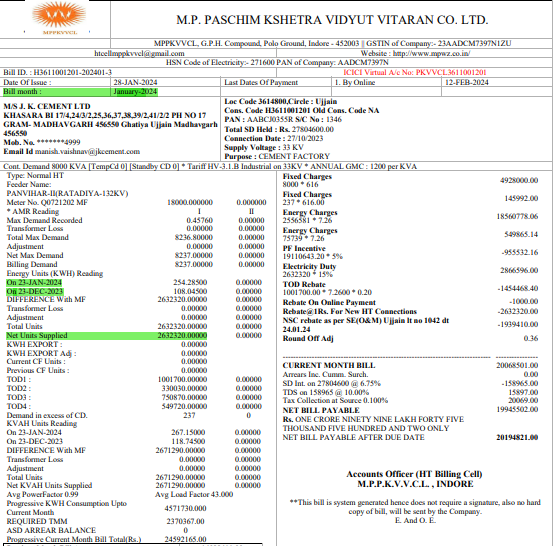 MPPKVVCL
M.P. PASCHIM KSHETRA VIDYUT VITARAN CO. LTD.
MPPKVVCL, G.P.H. Compound, Polo Ground, Indore - 452003 || GSTIN of Company:- 23AADCM7397N1ZU
htcellmppkvvcl@gmail.com Website : http://www.mpwz.co.in/
HSN Code of Electricity:- 271600 PAN of Company: AADCM7397N
Bill ID. : H3611001201-202401-3 ICICI Virtual A/c No: PKVVCL3611001201
Date Of Issue : 28-JAN-2024 Last Dates Of Payment 1. By Online 12-FEB-2024
Bill month : January-2024
M/S J. K. CEMENT LTD
KHASARA BI 17/4,24/3/2,25,36,37,38,39/2,41/2/2 PH NO 17
GRAM- MADHAVGARH 456550 Ghatiya Ujjain Madhavgarh
456550
Mob. No. *******4999
Email Id manish.vaishnav@jkcement.com
Loc Code 3614800,Circle : Ujjain
Cons. Code H3611001201 Old Cons. Code NA
PAN : AABCJ0355R S/C No : 1346
Total SD Held : Rs. 27804600.00
Connection Date : 27/10/2023
Supply Voltage : 33 KV
Purpose : CEMENT FACTORY
Cont. Demand 8000 KVA [TempCd 0] [Standby CD 0] * Tariff HV-3.1.B Industrial on 33KV * ANNUAL GMC : 1200 per KVA
Type: Normal HT
Feeder Name:
PANVIHAR-II(RATADIYA-132KV)
Meter No. Q0721202 MF 18000.000000 0.000000
* AMR Reading I II
Max Demand Recorded 0.45760 0.00000
Transformer Loss 0.00000 0.00000
Total Max Demand 8236.80000 0.00000
Adjustment 0.00000 0.00000
Net Max Demand 8237.00000 0.00000
Billing Demand 8237.00000 0.00000
Energy Units (KWH) Reading
On 23-JAN-2024 254.28500 0.00000
On 23-DEC-2023 108.04500 0.00000
DIFFERENCE With MF 2632320.00000 0.00000
Transformer Loss 0.00000 0.00000
Adjustment 0.00000 0.00000
Total Units 2632320.00000 0.00000
Net Units Supplied 2632320.00000 0.00000
KWH EXPORT : 0.00000
KWH EXPORT Adj : 0.00000
Current CF Units : 0.00000
Previous CF Units : 0.00000
TOD1 : 1001700.00000 0.00000
TOD2 : 330030.00000 0.00000
TOD3 : 750870.00000 0.00000
TOD4 : 549720.00000 0.00000
Demand in excess of CD. 237 0
KVAH Units Reading
On 23-JAN-2024 267.15000 0.00000
On 23-DEC-2023 118.74500 0.00000
DIFFERENCE With MF 2671290.00000 0.00000
Transformer Loss 0.00000 0.00000
Adjustment 0.00000 0.00000
Total Units 2671290.00000 0.00000
Net KVAH Units Supplied 2671290.00000 0.00000
Avg PowerFactor 0.99 Avg Load Factor 43.000
Progressive KWH Consumption Upto
Current Month 4571730.000
REQUIRED TMM 2370367.00
ASD ARREAR BALANCE 0
Progressive Current Month Bill Total(Rs.) 24592165.00
Fixed Charges
8000 * 616 4928000.00
Fixed Charges
237 * 616.00 145992.00
Energy Charges
2556581 * 7.26 18560778.06
Energy Charges
75739 * 7.26 549865.14
PF Incentive
19110643.20 * 5% -955532.16
Electricity Duty
2632320 * 15% 2866596.00
TOD Rebate
1001700.00 * 7.2600 * 0.20 -1454468.40
Rebate On Online Payment -1000.00
Rebate@1Rs. For New HT Connections -2632320.00
NSC rebate as per SE(O&M) Ujjain lt no 1042 dt
24.01.24 -1939410.00
Round Off Adj 0.36
CURRENT MONTH BILL 20068501.00
Arrears Inc. Cumm. Surch. 0.00
SD Int. on 27804600 @ 6.75% -158965.00
TDS on 158965 @ 10.00% 15897.00
Tax Collection at Source 0.100% 20069.00
NET BILL PAYABLE 19945502.00
Rs. ONE CRORE NINETY NINE LAKH FORTY FIVE
THOUSAND FIVE HUNDRED AND TWO ONLY
NET BILL PAYABLE AFTER DUE DATE 20194821.00
Accounts Officer (HT Billing Cell)
M.P.P.K.V.V.C.L. , INDORE
**This bill is system generated hence does not require a signature, also no hard
copy of bill, will be sent by the Company.
E. And O. E.